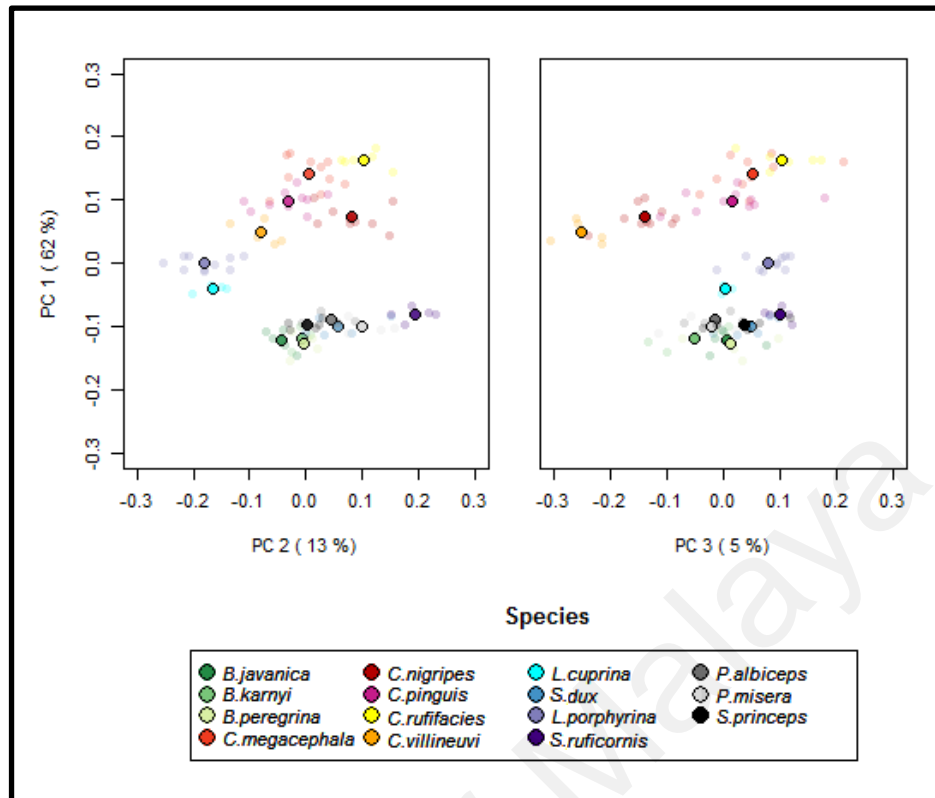 0.3
0.2
0.1
0.0
-0.1
-0.2
-0.3
PC 1 ( 62 %)
-0.3 -0.2 -0.1 0.0 0.1 0.2 0.3
-0.3 -0.2 -0.1 0.0 0.1 0.2 0.3
PC 2 ( 13 %)
PC 3 ( 5 %)
Species
B.javanica C.nigripes L.cuprina P.albiceps
B.karnyi C.pinguis S.dux P.misera
B.peregrina C.rufifacies L.porphyrina S.princeps
C.megacephala C.villineuvi S.ruficornis
Malaya